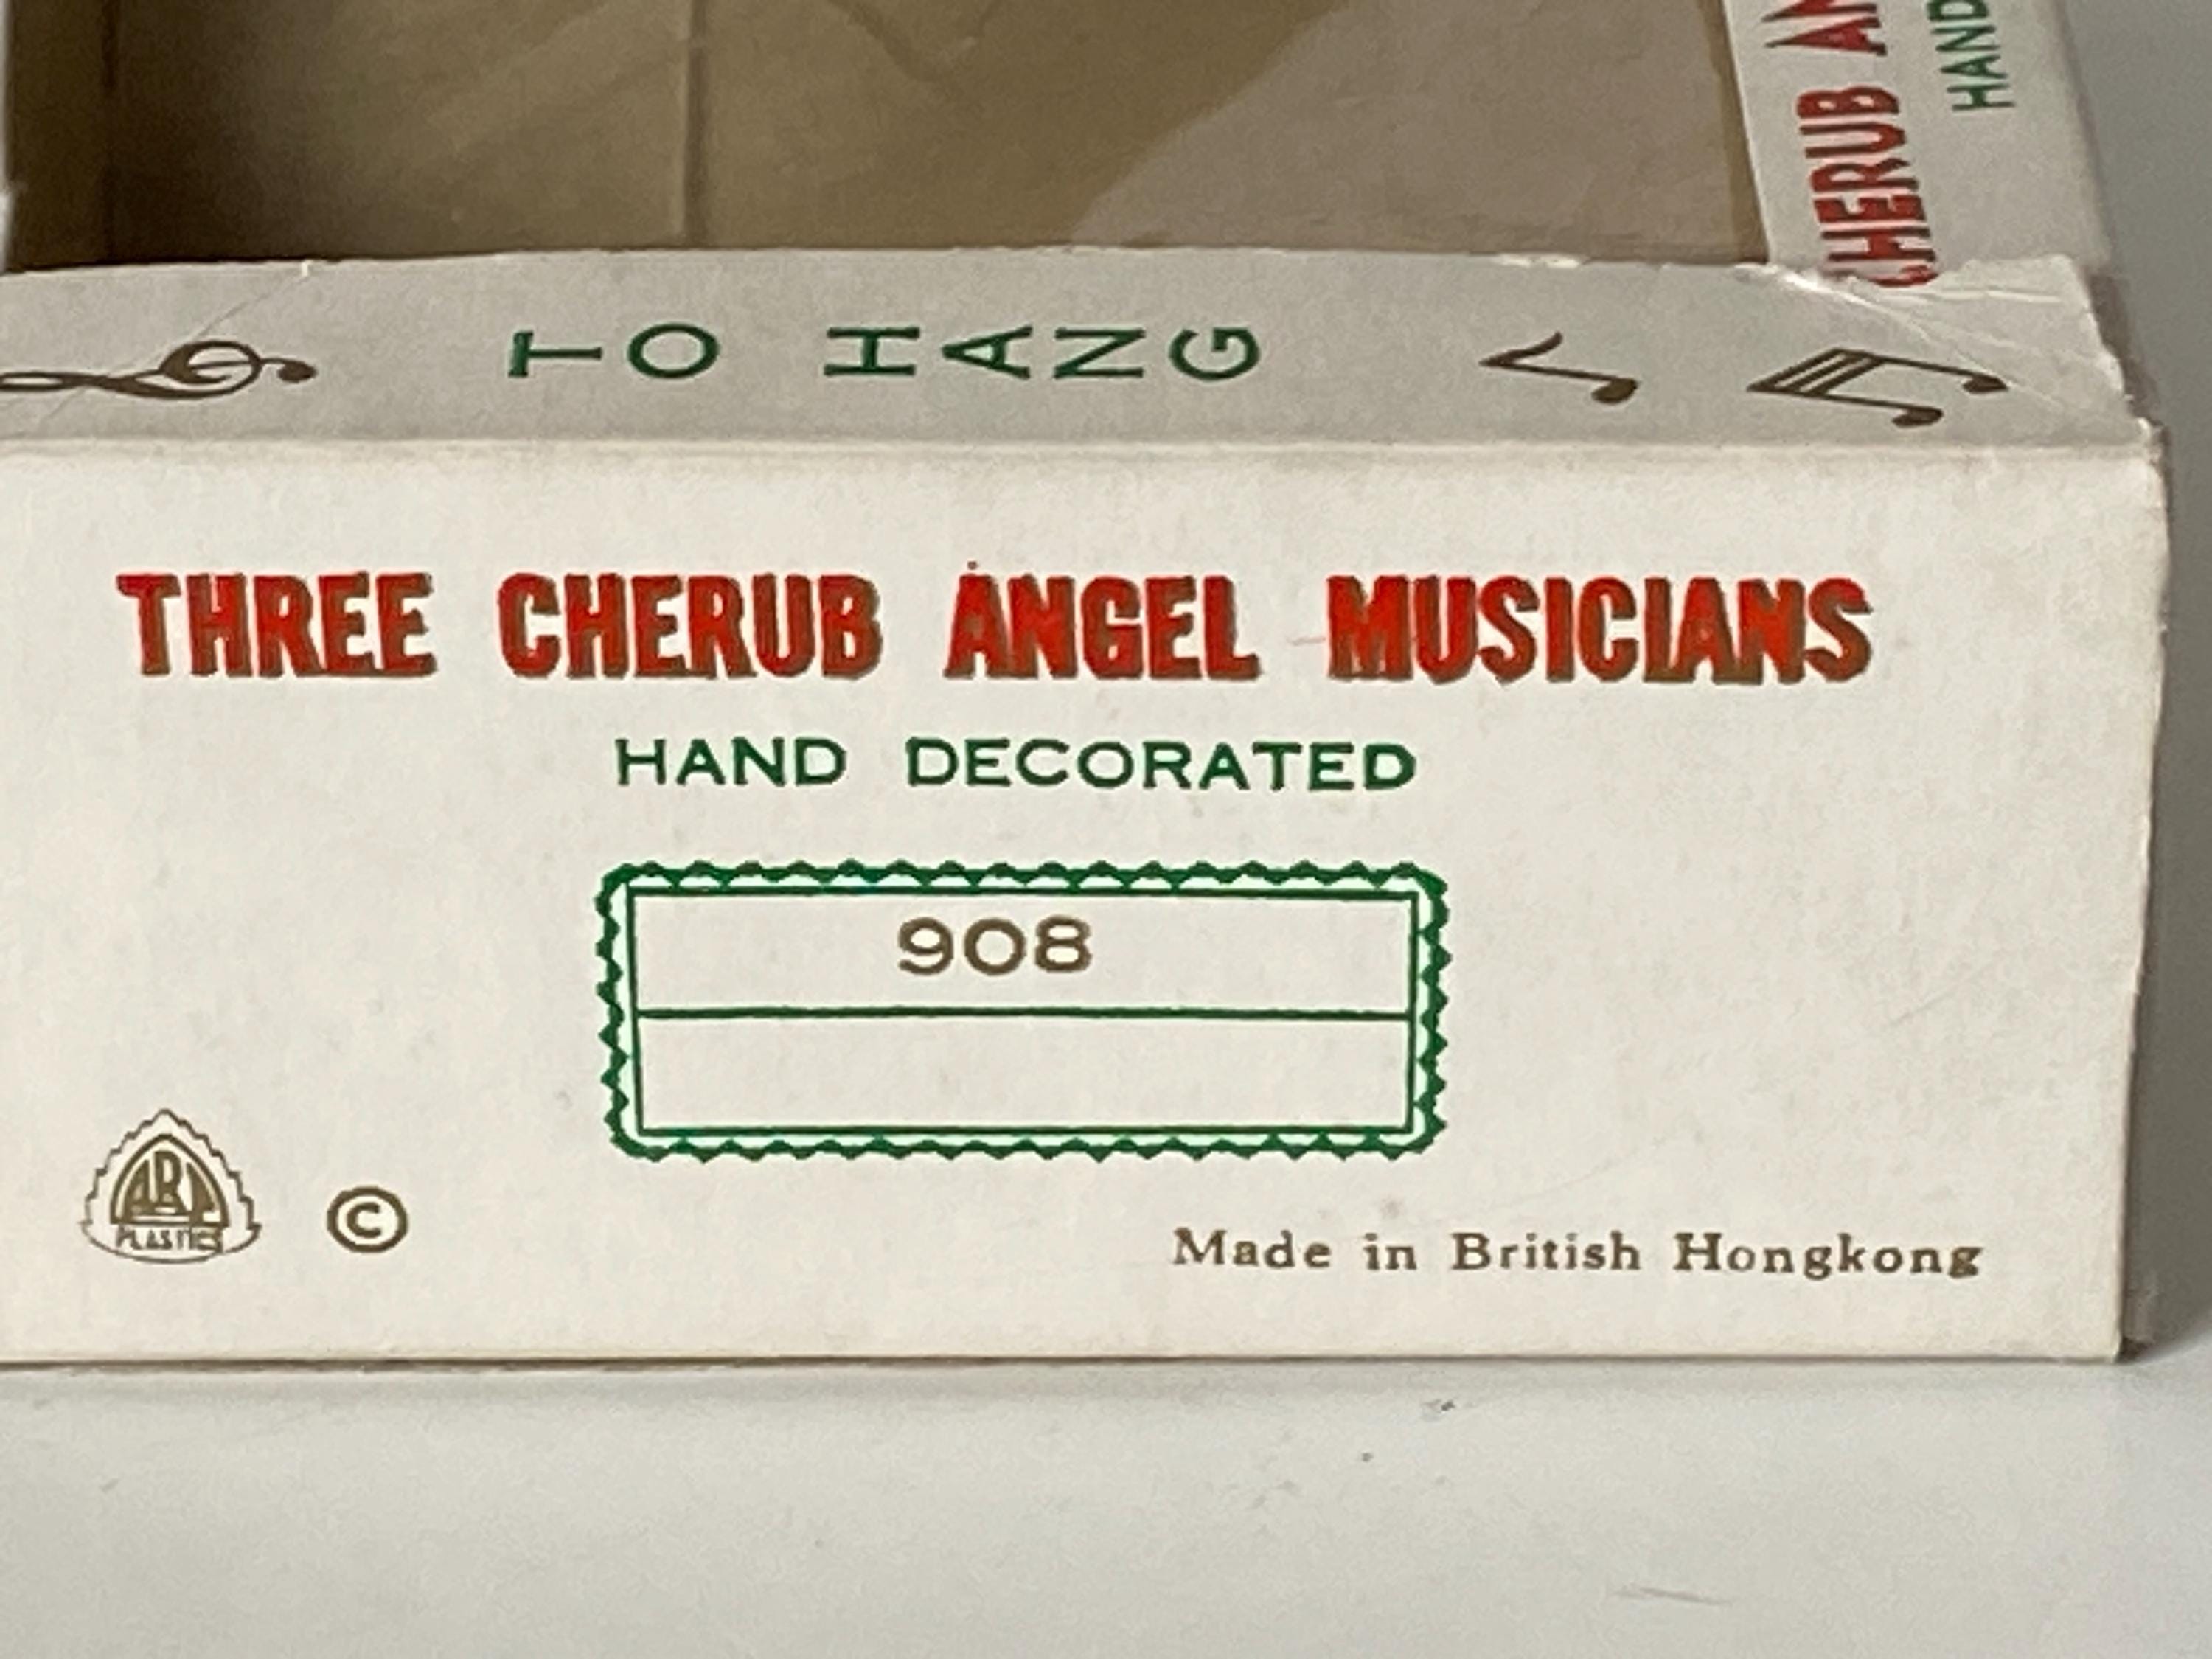 CHERUB AN
HAND
TO HANG
THREE CHERUB ANGEL MUSICIANS
HAND DECORATED
908
ART
PLASTICS
©
Made in British Hongkong